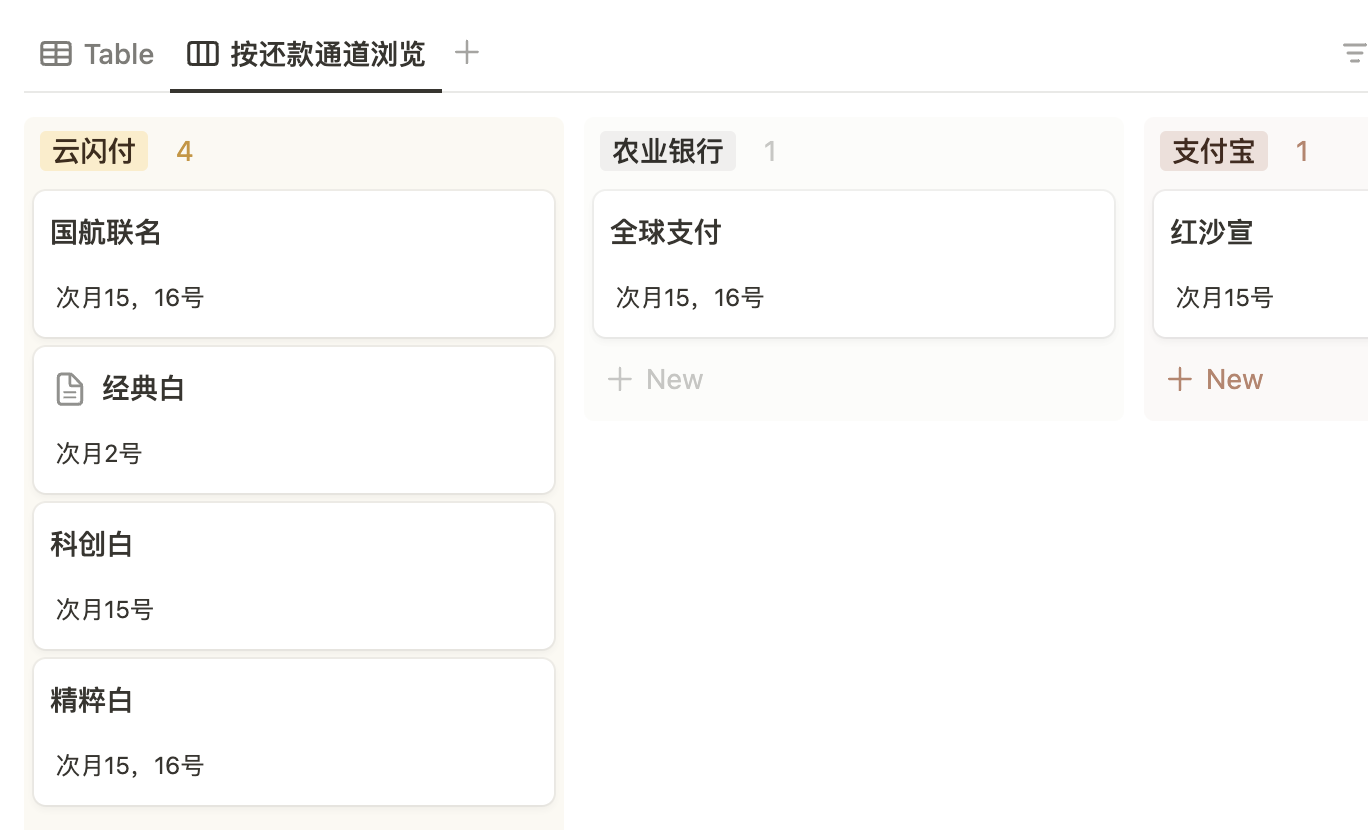 Table
按还款通道浏览
云闪付 4
国航联名
次月15，16号
经典白
次月2号
科创白
次月15号
精粹白
次月15，16号
农业银行 1
全球支付
次月15，16号
New
支付宝 1
红沙宣
次月15号
New